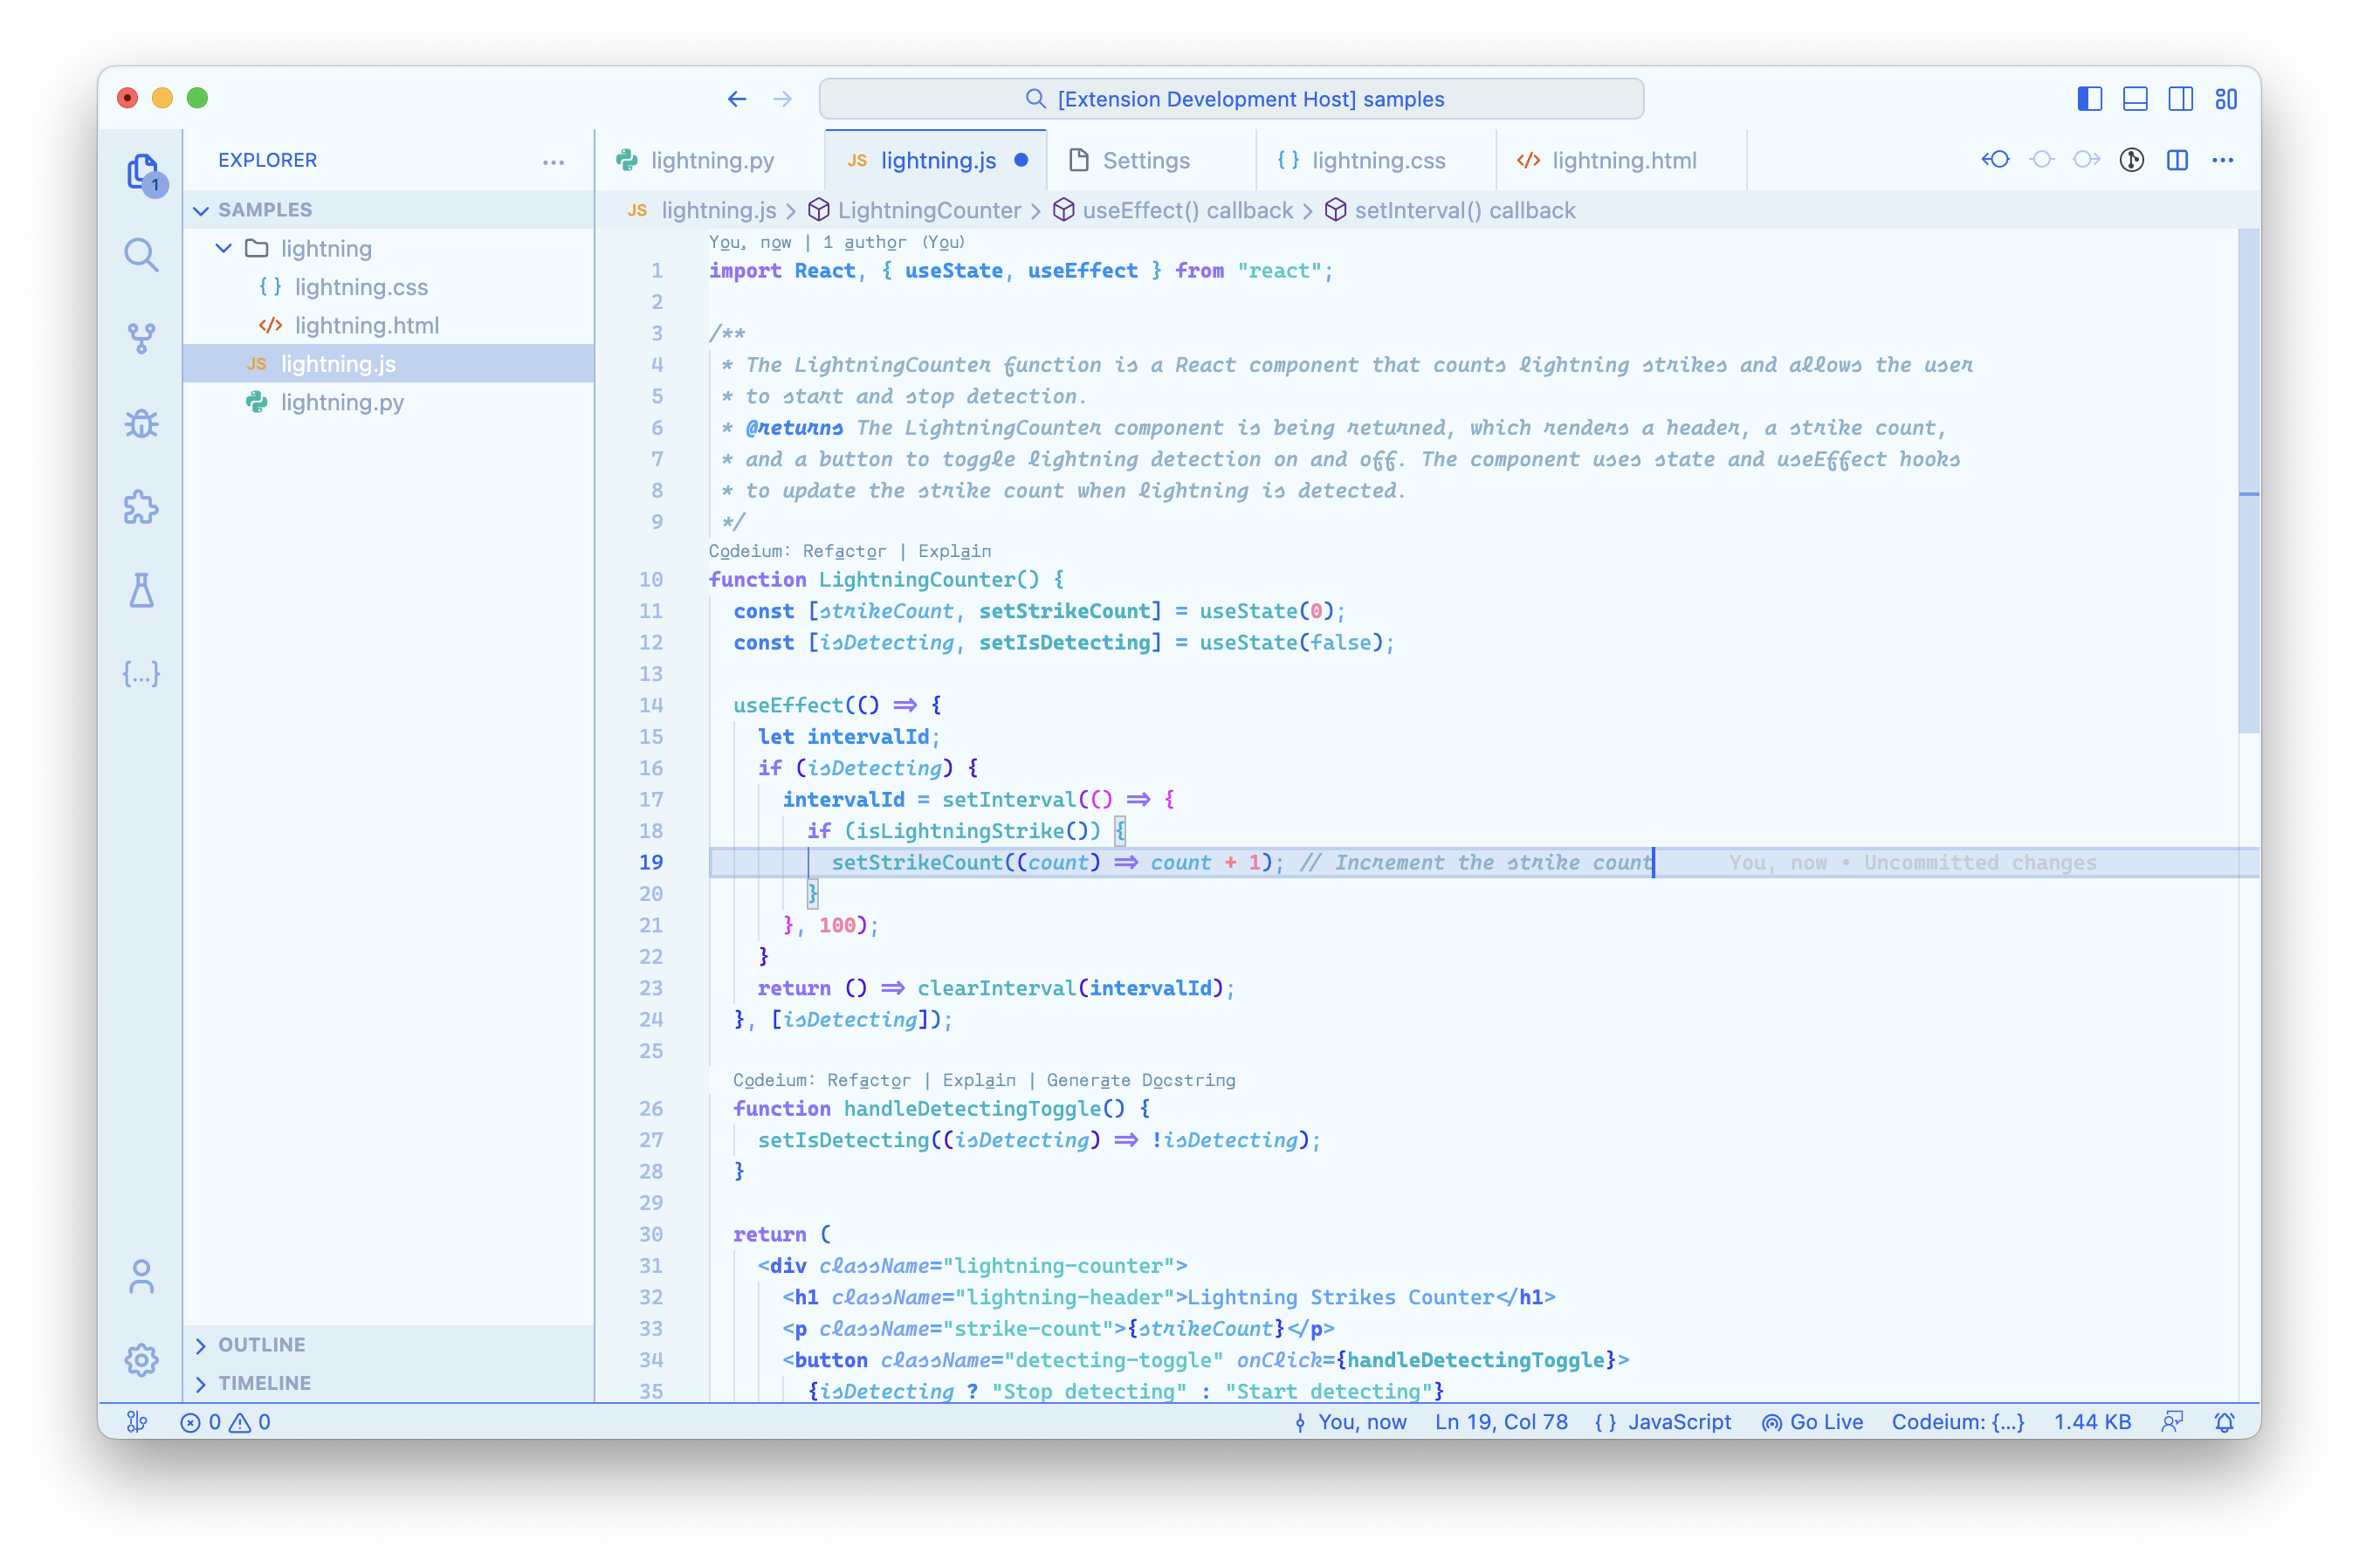 [Extension Development Host] samples
EXPLORER
1
SAMPLES
lightning
{ } lightning.css
</> lightning.html
JS lightning.js
lightning.py
{...}
OUTLINE
TIMELINE
lightning.py
JS lightning.js
Settings
{ } lightning.css
</> lightning.html
JS lightning.js > LightningCounter > useEffect() callback > setInterval() callback
You, now | 1 author (You)
1 import React, { useState, useEffect } from "react";
2
3 /**
4 * The LightningCounter function is a React component that counts lightning strikes and allows the user
5 * to start and stop detection.
6 * @returns The LightningCounter component is being returned, which renders a header, a strike count,
7 * and a button to toggle lightning detection on and off. The component uses state and useEffect hooks
8 * to update the strike count when lightning is detected.
9 */
Codeium: Refactor | Explain
10 function LightningCounter() {
11 const [strikeCount, setStrikeCount] = useState(0);
12 const [isDetecting, setIsDetecting] = useState(false);
13
14 useEffect(() => {
15 let intervalId;
16 if (isDetecting) {
17 intervalId = setInterval(() => {
18 if (isLightningStrike()) {
19 setStrikeCount((count) => count + 1); // Increment the strike count You, now • Uncommitted changes
20 }
21 }, 100);
22 }
23 return () => clearInterval(intervalId);
24 }, [isDetecting]);
25
Codeium: Refactor | Explain | Generate Docstring
26 function handleDetectingToggle() {
27 setIsDetecting((isDetecting) => !isDetecting);
28 }
29
30 return (
31 <div className="lightning-counter">
32 <h1 className="lightning-header">Lightning Strikes Counter</h1>
33 <p className="strike-count">{strikeCount}</p>
34 <button className="detecting-toggle" onClick={handleDetectingToggle}>
35 {isDetecting ? "Stop detecting" : "Start detecting"}
0 0
You, now
Ln 19, Col 78
{ } JavaScript
Go Live
Codeium: {...}
1.44 KB